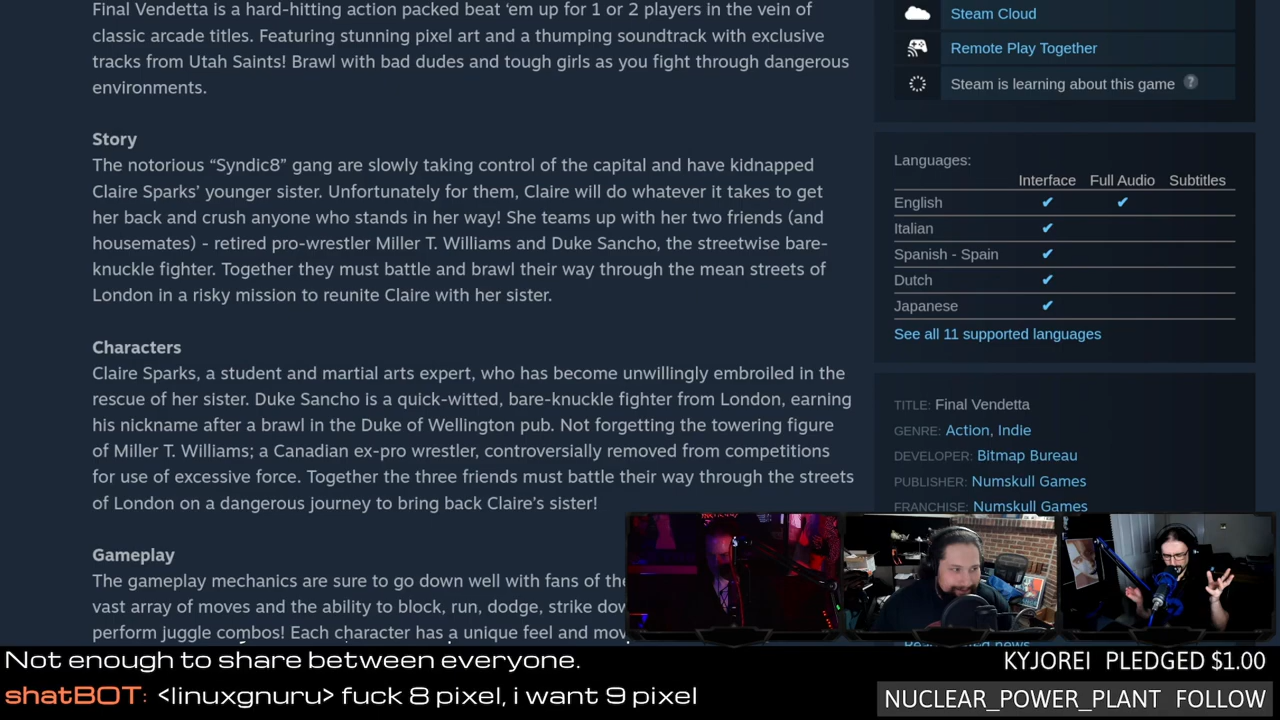 Final Vendetta is a hard-hitting action packed beat ‘em up for 1 or 2 players in the vein of
classic arcade titles. Featuring stunning pixel art and a thumping soundtrack with exclusive
tracks from Utah Saints! Brawl with bad dudes and tough girls as you fight through dangerous
environments.
Story
The notorious “Syndic8” gang are slowly taking control of the capital and have kidnapped
Claire Sparks’ younger sister. Unfortunately for them, Claire will do whatever it takes to get
her back and crush anyone who stands in her way! She teams up with her two friends (and
housemates) - retired pro-wrestler Miller T. Williams and Duke Sancho, the streetwise bare-
knuckle fighter. Together they must battle and brawl their way through the mean streets of
London in a risky mission to reunite Claire with her sister.
Characters
Claire Sparks, a student and martial arts expert, who has become unwillingly embroiled in the
rescue of her sister. Duke Sancho is a quick-witted, bare-knuckle fighter from London, earning
his nickname after a brawl in the Duke of Wellington pub. Not forgetting the towering figure
of Miller T. Williams; a Canadian ex-pro wrestler, controversially removed from competitions
for use of excessive force. Together the three friends must battle their way through the streets
of London on a dangerous journey to bring back Claire’s sister!
Gameplay
The gameplay mechanics are sure to go down well with fans of the
vast array of moves and the ability to block, run, dodge, strike dow
perform juggle combos! Each character has a unique feel and mov
Steam Cloud
Remote Play Together
Steam is learning about this game ?
Languages:
Interface Full Audio Subtitles
English ✔ ✔
Italian ✔
Spanish - Spain ✔
Dutch ✔
Japanese ✔
See all 11 supported languages
TITLE: Final Vendetta
GENRE: Action, Indie
DEVELOPER: Bitmap Bureau
PUBLISHER: Numskull Games
FRANCHISE: Numskull Games
Not enough to share between everyone.
shatBOT: <linuxgnuru> fuck 8 pixel, i want 9 pixel
KYJOREI PLEDGED $1.00
NUCLEAR_POWER_PLANT FOLLOW